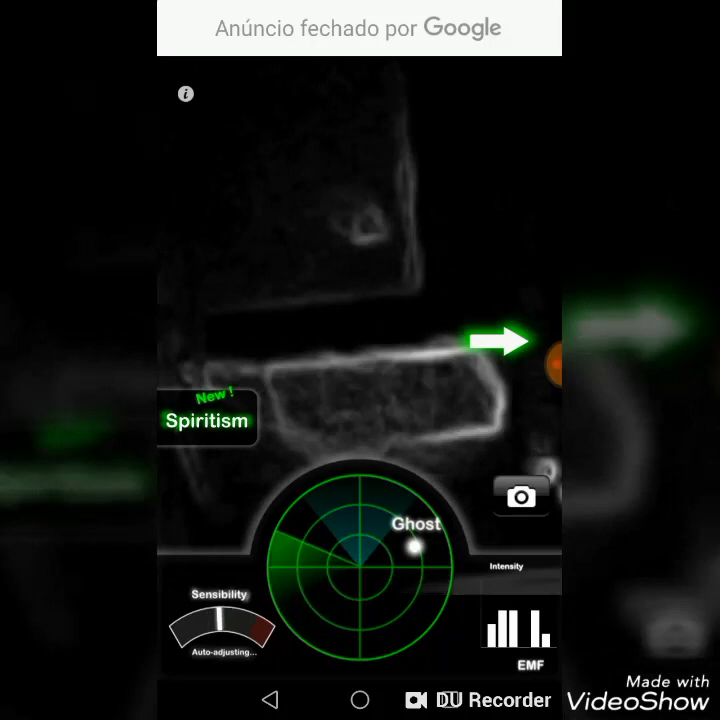 Anúncio fechado por Google
i
New !
Spiritism
Ghost
Intensity
Sensibility
Auto-adjusting...
EMF
DU Recorder
Made with
VideoShow